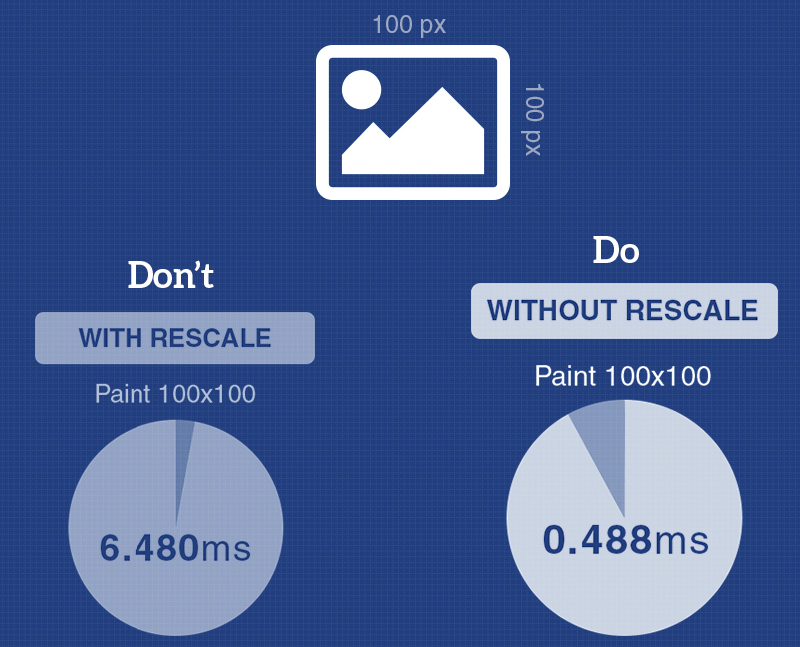 100 px
100 px
Don't
WITH RESCALE
Paint 100x100
6.480ms
Do
WITHOUT RESCALE
Paint 100x100
0.488ms